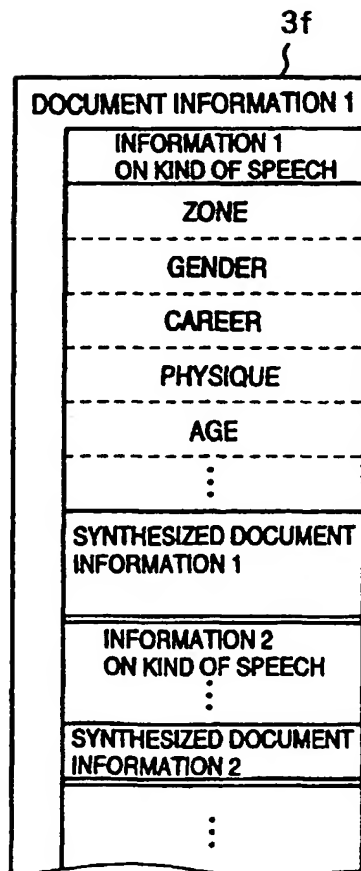 3f
DOCUMENT INFORMATION 1
INFORMATION 1
ON KIND OF SPEECH
ZONE
GENDER
CAREER
PHYSIQUE
AGE
⋮
SYNTHESIZED DOCUMENT
INFORMATION 1
INFORMATION 2
ON KIND OF SPEECH
⋮
SYNTHESIZED DOCUMENT
INFORMATION 2
⋮